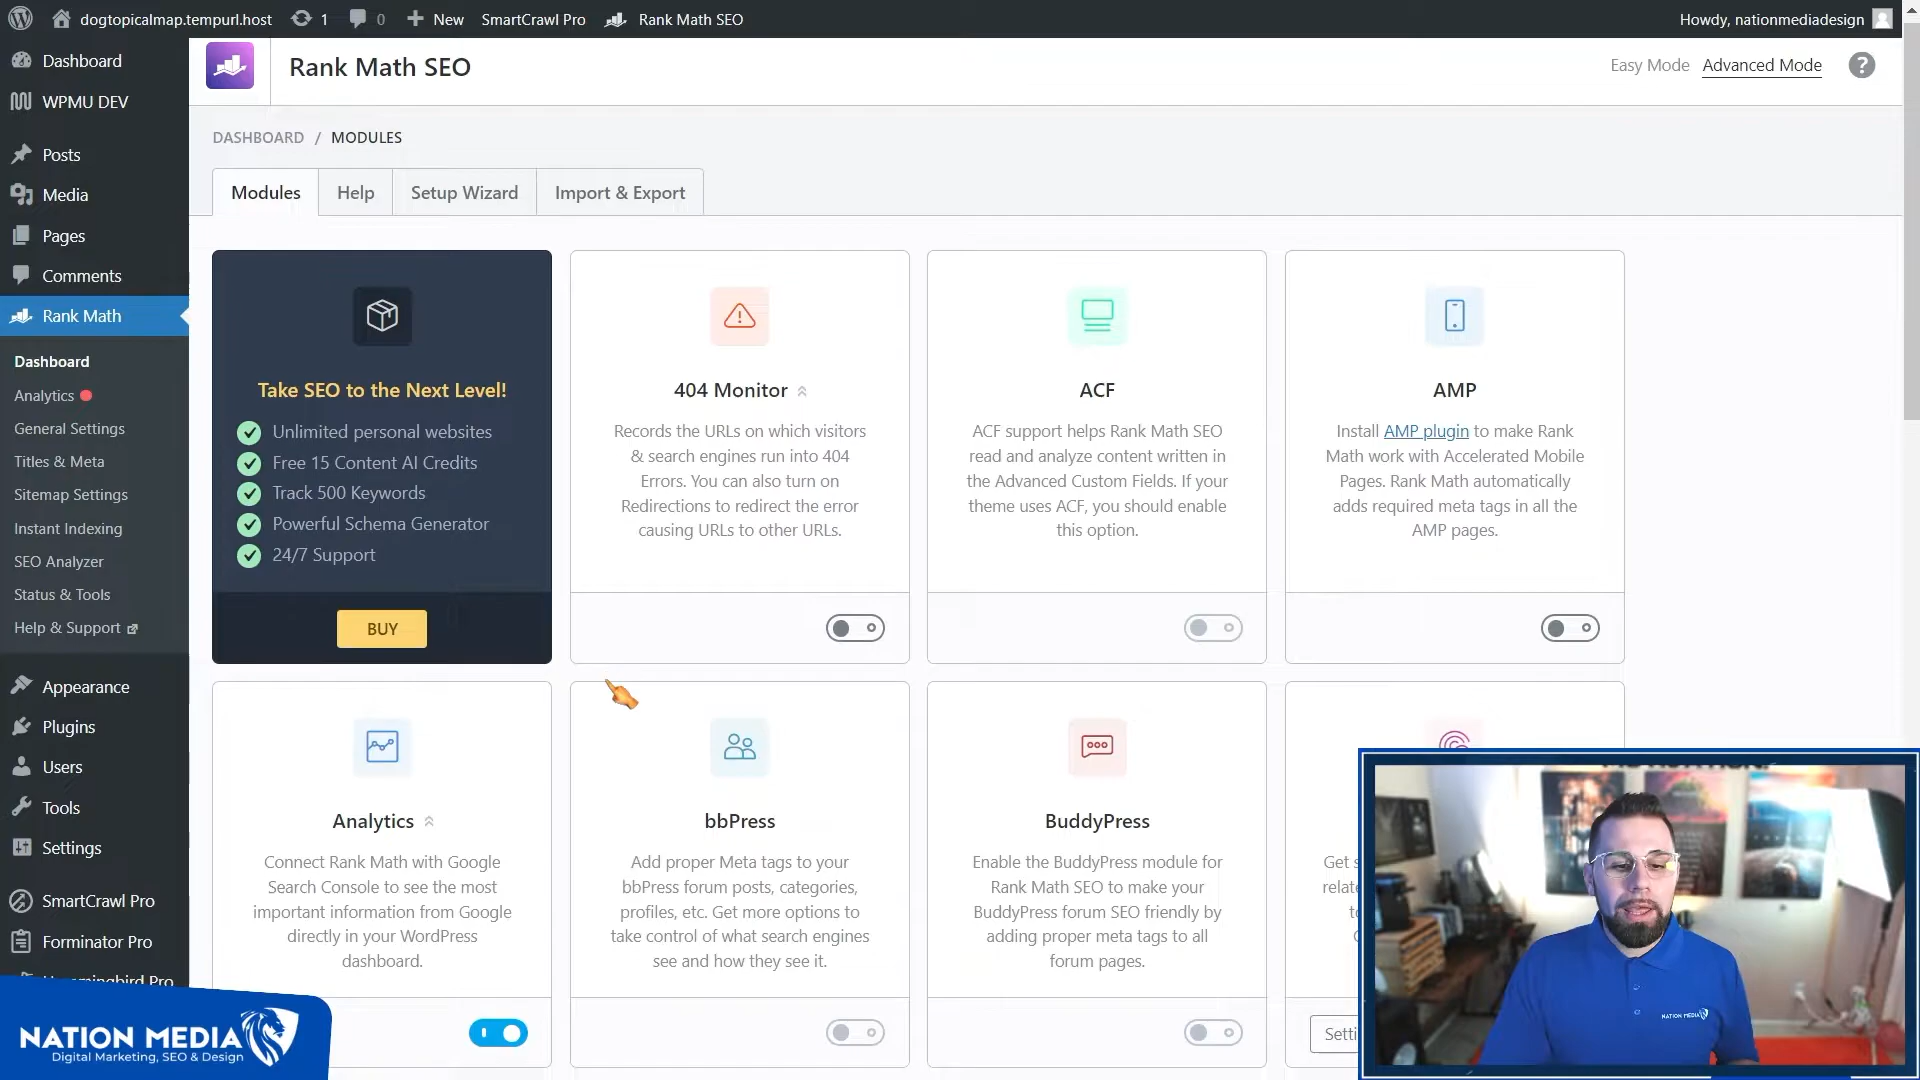 dogtopicalmap.tempurl.host
1
0
New
SmartCrawl Pro
Rank Math SEO
Howdy, nationmediadesign
Dashboard
WPMU DEV
Posts
Media
Pages
Comments
Rank Math
Dashboard
Analytics
General Settings
Titles & Meta
Sitemap Settings
Instant Indexing
SEO Analyzer
Status & Tools
Help & Support
Appearance
Plugins
Users
Tools
Settings
SmartCrawl Pro
Forminator Pro
Rank Math SEO
Easy Mode
Advanced Mode
?
DASHBOARD / MODULES
Modules
Help
Setup Wizard
Import & Export
Take SEO to the Next Level!
Unlimited personal websites
Free 15 Content AI Credits
Track 500 Keywords
Powerful Schema Generator
24/7 Support
BUY
404 Monitor
Records the URLs on which visitors
& search engines run into 404
Errors. You can also turn on
Redirections to redirect the error
causing URLs to other URLs.
ACF
ACF support helps Rank Math SEO
read and analyze content written in
the Advanced Custom Fields. If your
theme uses ACF, you should enable
this option.
AMP
Install AMP plugin to make Rank
Math work with Accelerated Mobile
Pages. Rank Math automatically
adds required meta tags in all the
AMP pages.
Analytics
Connect Rank Math with Google
Search Console to see the most
important information from Google
directly in your WordPress
dashboard.
bbPress
Add proper Meta tags to your
bbPress forum posts, categories,
profiles, etc. Get more options to
take control of what search engines
see and how they see it.
BuddyPress
Enable the BuddyPress module for
Rank Math SEO to make your
BuddyPress forum SEO friendly by
adding proper meta tags to all
forum pages.
Get
NATION MEDIA
Digital Marketing, SEO & Design
NATION MEDIA